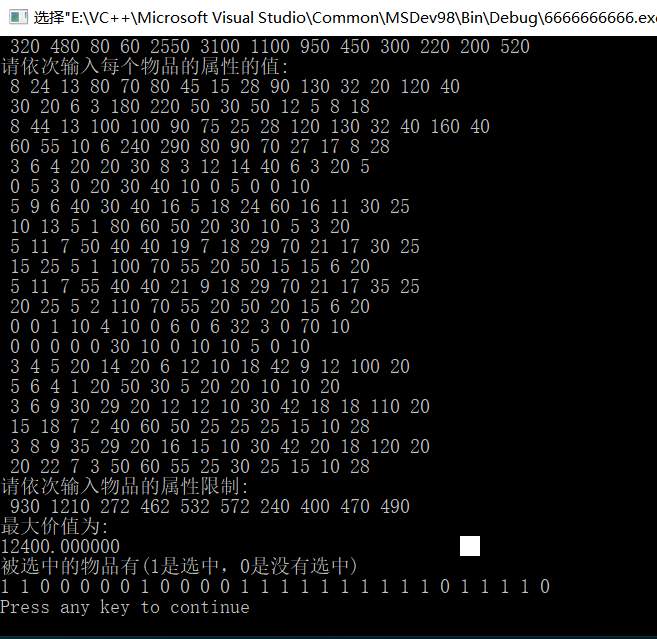 选择"E:\VC++\Microsoft Visual Studio\Common\MSDev98\Bin\Debug\6666666666.exe
320 480 80 60 2550 3100 1100 950 450 300 220 200 520
请依次输入每个物品的属性的值:
8 24 13 80 70 80 45 15 28 90 130 32 20 120 40
30 20 6 3 180 220 50 30 50 12 5 8 18
8 44 13 100 100 90 75 25 28 120 130 32 40 160 40
60 55 10 6 240 290 80 90 70 27 17 8 28
3 6 4 20 20 30 8 3 12 14 40 6 3 20 5
0 5 3 0 20 30 40 10 0 5 0 0 10
5 9 6 40 30 40 16 5 18 24 60 16 11 30 25
10 13 5 1 80 60 50 20 30 10 5 3 20
5 11 7 50 40 40 19 7 18 29 70 21 17 30 25
15 25 5 1 100 70 55 20 50 15 15 6 20
5 11 7 55 40 40 21 9 18 29 70 21 17 35 25
20 25 5 2 110 70 55 20 50 20 15 6 20
0 0 1 10 4 10 0 6 0 6 32 3 0 70 10
0 0 0 0 0 30 10 0 10 10 5 0 10
3 4 5 20 14 20 6 12 10 18 42 9 12 100 20
5 6 4 1 20 50 30 5 20 20 10 10 20
3 6 9 30 29 20 12 12 10 30 42 18 18 110 20
15 18 7 2 40 60 50 25 25 25 15 10 28
3 8 9 35 29 20 16 15 10 30 42 20 18 120 20
20 22 7 3 50 60 55 25 30 25 15 10 28
请依次输入物品的属性限制:
930 1210 272 462 532 572 240 400 470 490
最大价值为:
12400.000000
被选中的物品有(1是选中，0是没有选中)
1 1 0 0 0 0 0 1 0 0 0 0 1 1 1 1 1 1 1 1 1 1 0 1 1 1 1 0
Press any key to continue